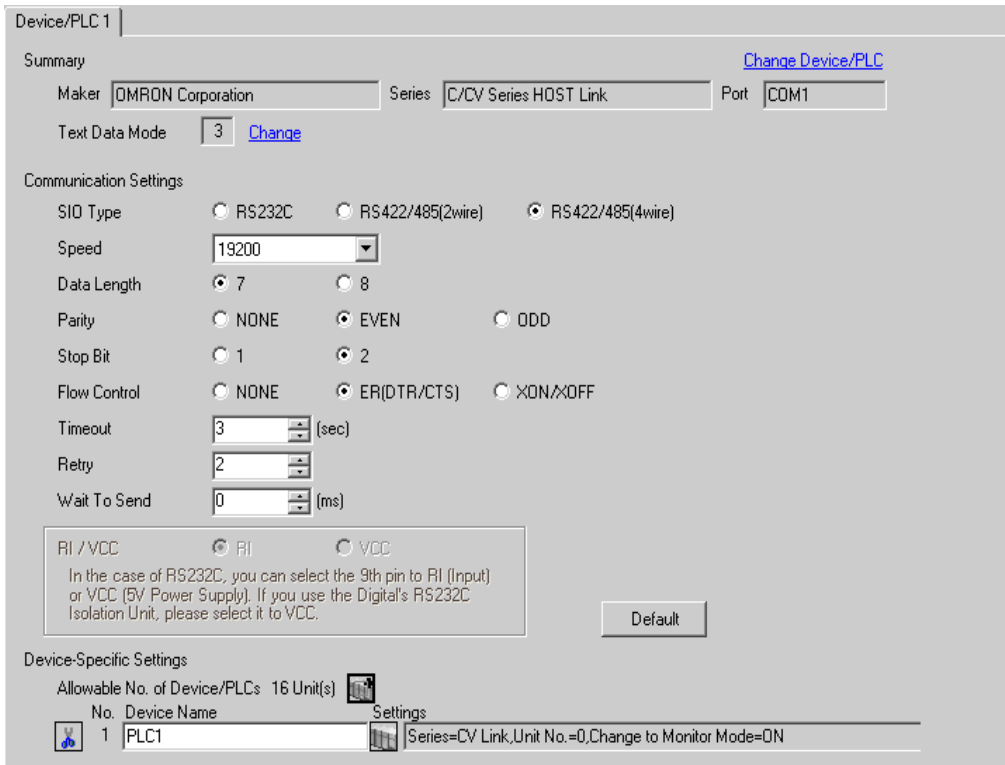 Device/PLC 1
Summary Change Device/PLC
Maker OMRON Corporation Series C/CV Series HOST Link Port COM1
Text Data Mode 3 Change
Communication Settings
SIO Type RS232C RS422/485(2wire) RS422/485(4wire)
Speed 19200
Data Length 7 8
Parity NONE EVEN ODD
Stop Bit 1 2
Flow Control NONE ER(DTR/CTS) XON/XOFF
Timeout 3 (sec)
Retry 2
Wait To Send 0 (ms)
RI / VCC RI VCC
In the case of RS232C, you can select the 9th pin to RI (Input)
or VCC (5V Power Supply). If you use the Digital's RS232C
Isolation Unit, please select it to VCC.
Default
Device-Specific Settings
Allowable No. of Device/PLCs 16 Unit(s)
No. Device Name Settings
1 PLC1 Series=CV Link,Unit No.=0,Change to Monitor Mode=ON